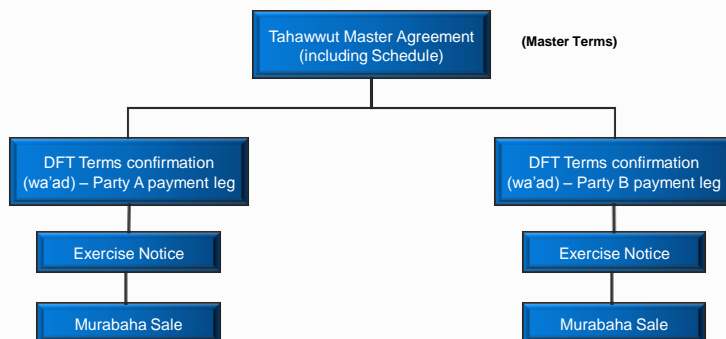 Tahawwut Master Agreement
(including Schedule)
(Master Terms)
DFT Terms confirmation
(wa'ad) – Party A payment leg
DFT Terms confirmation
(wa'ad) – Party B payment leg
Exercise Notice
Exercise Notice
Murabaha Sale
Murabaha Sale